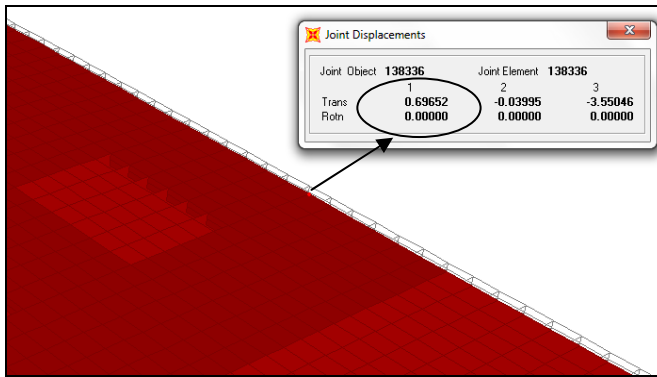 Joint Displacements
Joint Object 138336 Joint Element 138336
1 2 3
Trans 0.69652 -0.03995 -3.55046
Rotn 0.00000 0.00000 0.00000